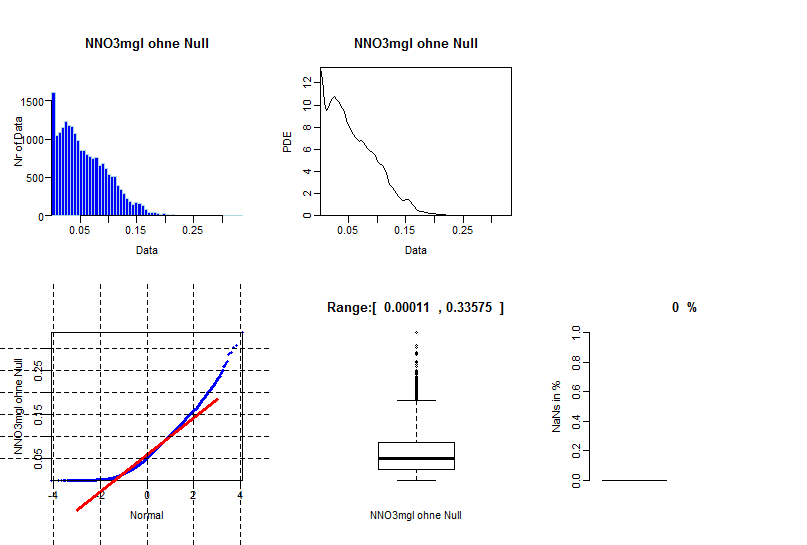 NNO3mgl ohne Null
NNO3mgl ohne Null
Nr of Data
0
500
1000
1500
0.05
0.15
0.25
Data
PDE
0
2
4
6
8
10
12
0.05
0.15
0.25
Data
NNO3mgl ohne Null
0.05
0.15
0.25
-4
-2
0
2
4
Normal
Range:[ 0.00011 , 0.33575 ]
NNO3mgl ohne Null
0 %
NaNs in %
0.0
0.2
0.4
0.6
0.8
1.0